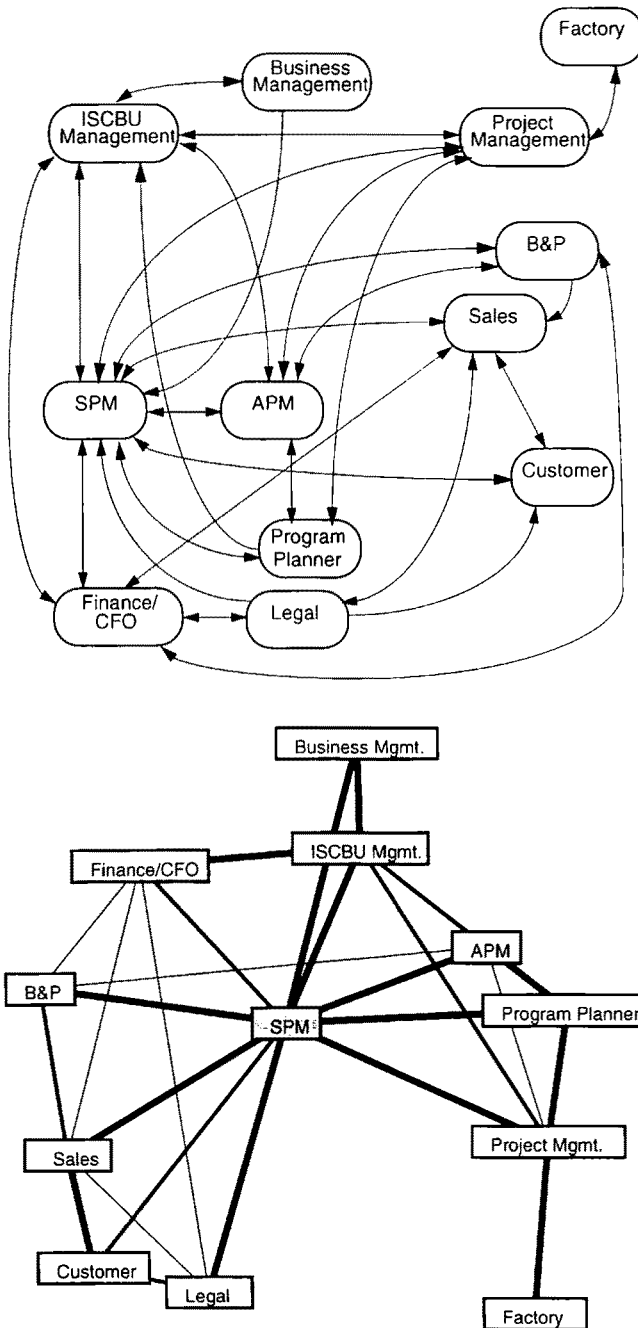 Factory
Business
Management
ISCBU
Management
Project
Management
B&P
Sales
SPM
APM
Customer
Program
Planner
Finance/
CFO
Legal
Business Mgmt.
ISCBU Mgmt.
Finance/CFO
APM
B&P
Program Planner
SPM
Project Mgmt.
Sales
Customer
Legal
Factory